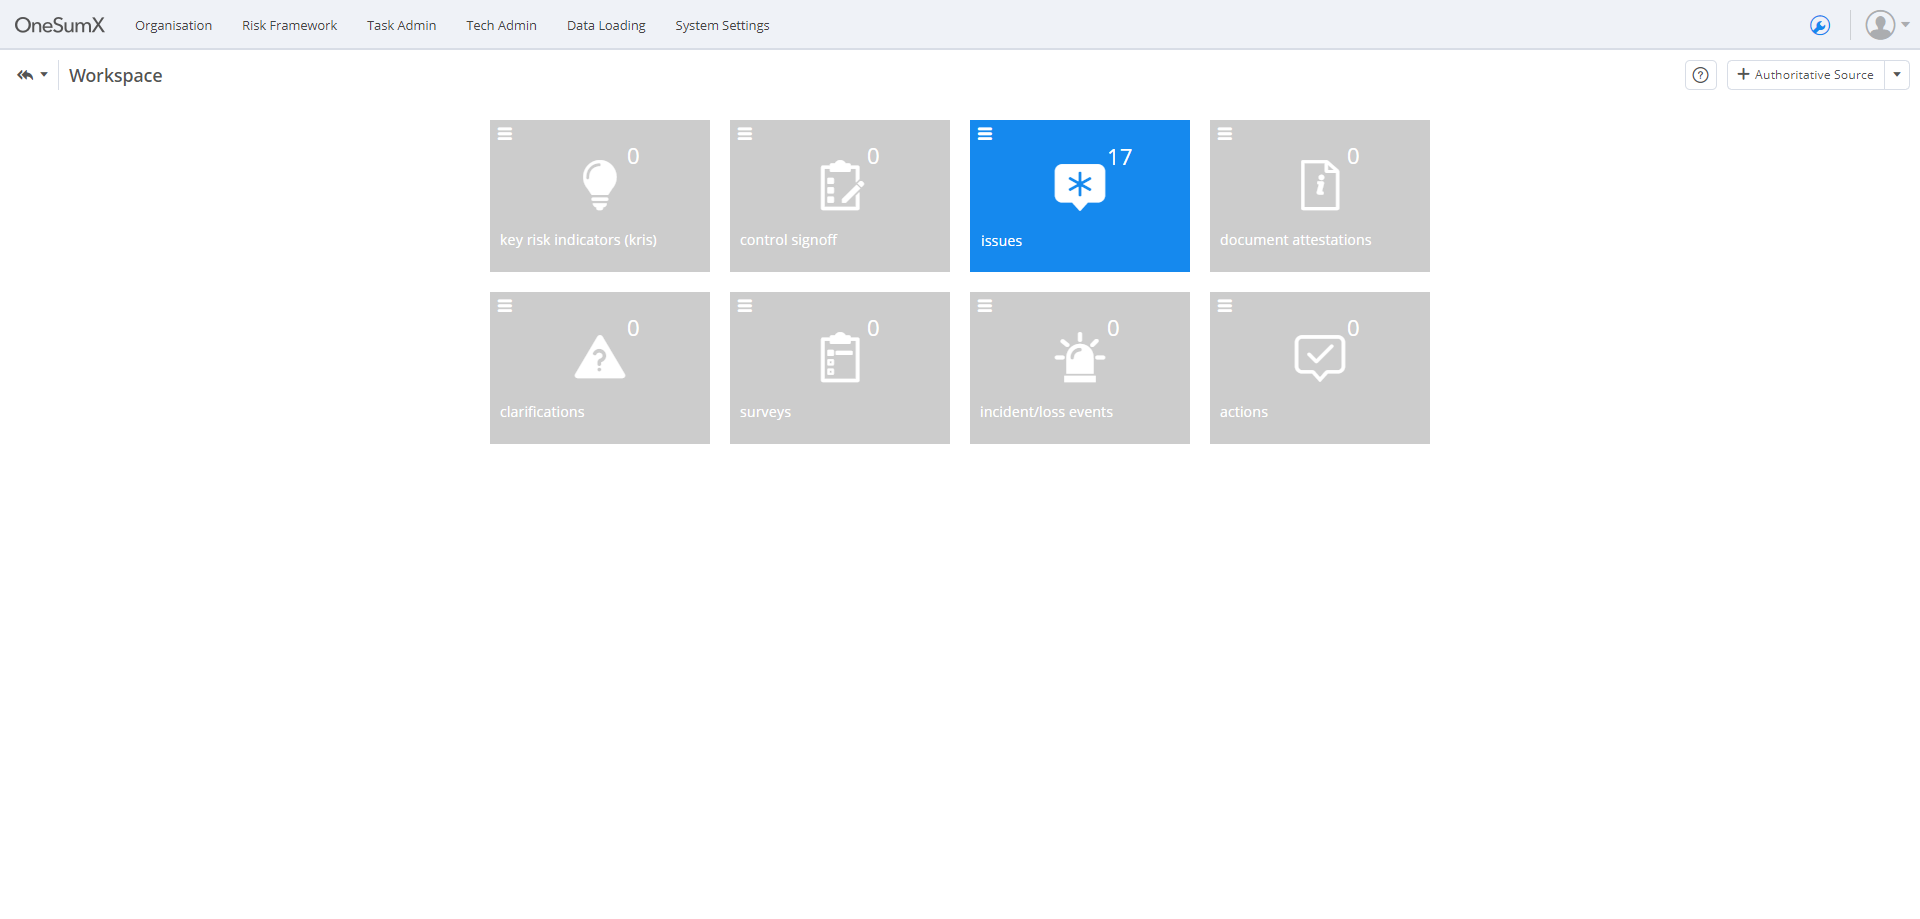 OneSumX Organisation Risk Framework Task Admin Tech Admin Data Loading System Settings
Workspace
? + Authoritative Source
0
key risk indicators (kris)
0
control signoff
17
issues
0
document attestations
0
clarifications
0
surveys
0
incident/loss events
0
actions